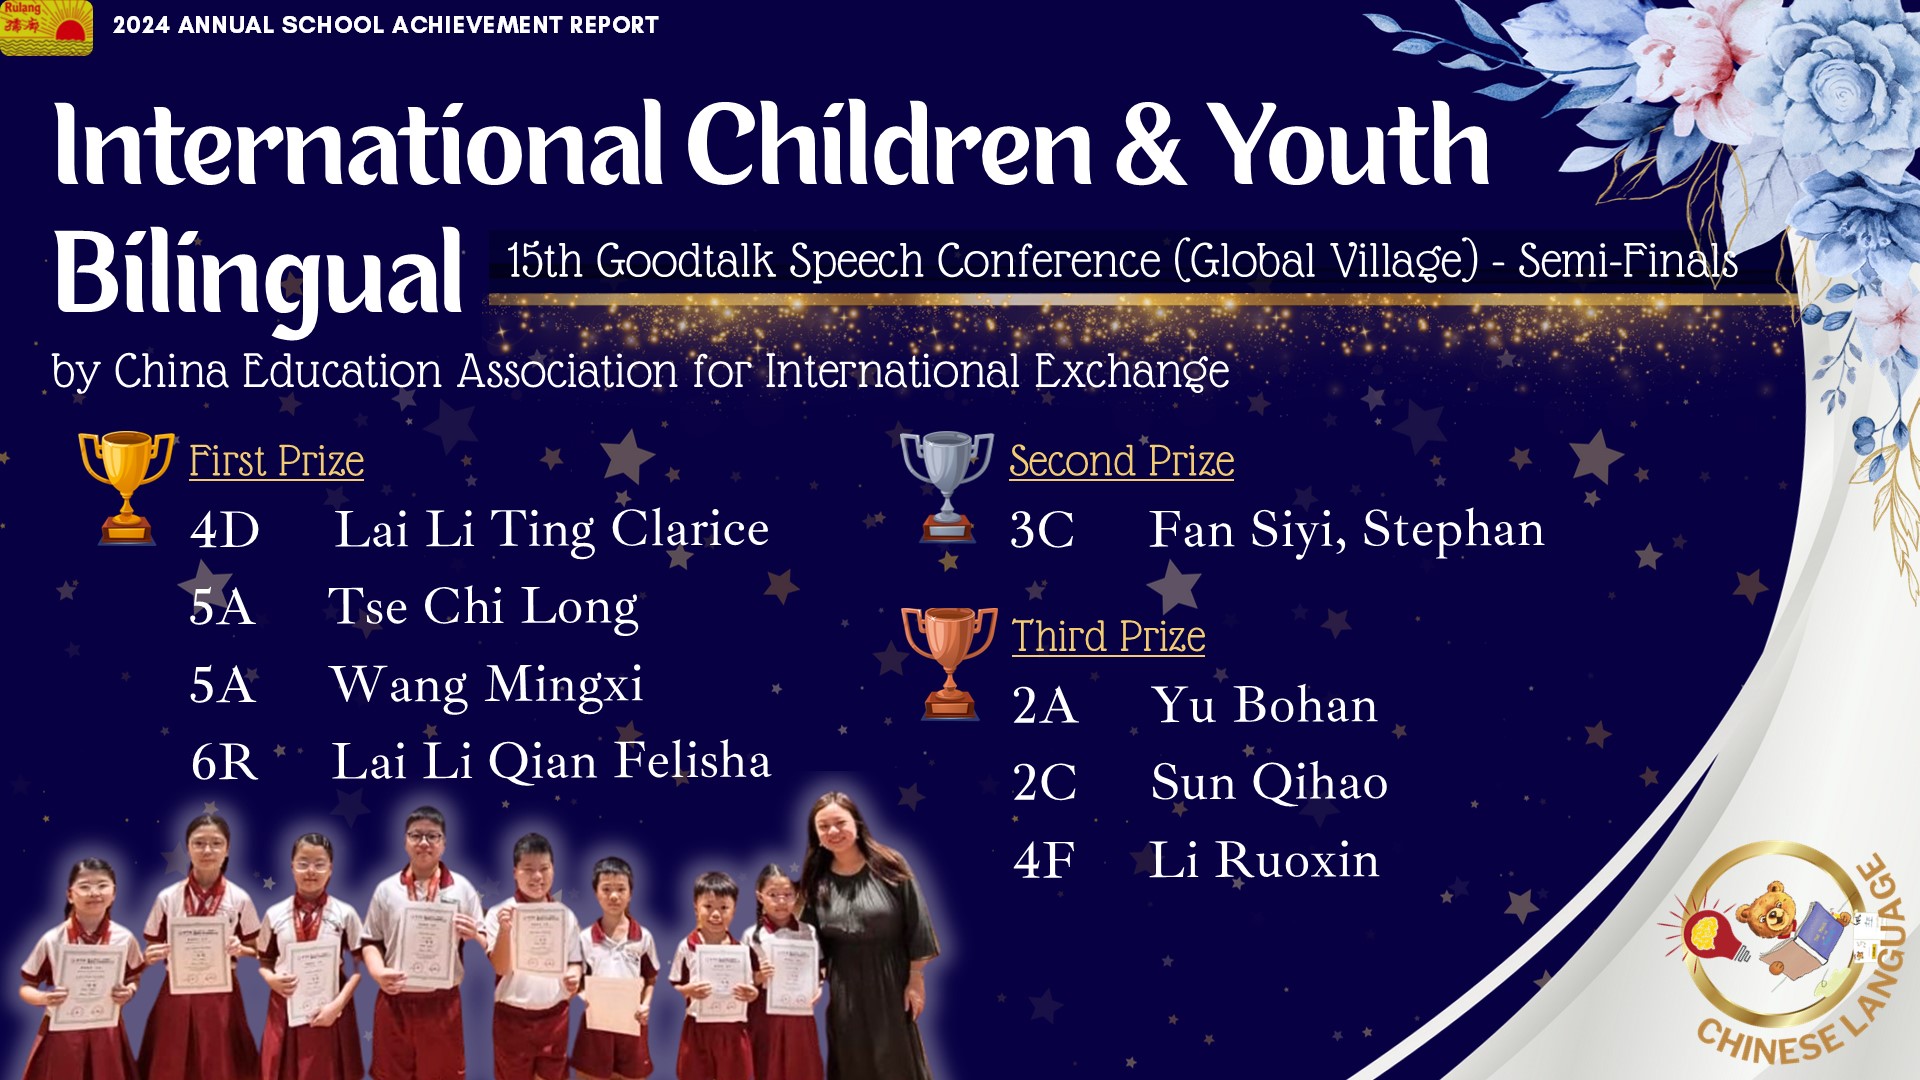 Rulang
孺廊
2024 ANNUAL SCHOOL ACHIEVEMENT REPORT
International Children & Youth
Bilingual
15th Goodtalk Speech Conference (Global Village) - Semi-Finals
by China Education Association for International Exchange
First Prize
4D Lai Li Ting Clarice
5A Tse Chi Long
5A Wang Mingxi
6R Lai Li Qian Felisha
Second Prize
3C Fan Siyi, Stephan
Third Prize
2A Yu Bohan
2C Sun Qihao
4F Li Ruoxin
CHINESE LANGUAGE